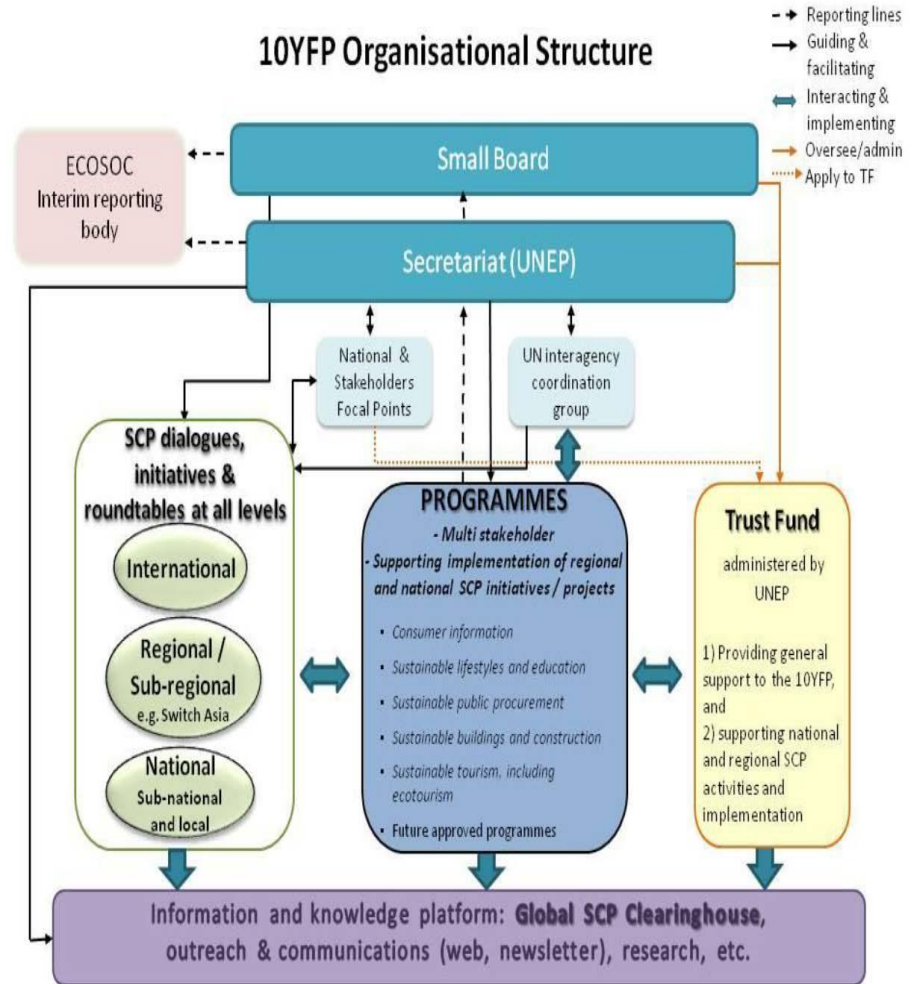 10YFP Organisational Structure
Reporting lines
Guiding &
facilitating
Interacting &
implementing
Oversee/admin
Apply to TF
ECOSOC
Interim reporting
body
Small Board
Secretariat (UNEP)
National &
Stakeholders
Focal Points
UN interagency
coordination
group
SCP dialogues,
initiatives &
roundtables at all levels
International
Regional /
Sub-regional
e.g. Switch Asia
National
Sub-national
and local
PROGRAMMES
- Multi stakeholder
- Supporting implementation of regional
and national SCP initiatives / projects
• Consumer information
• Sustainable lifestyles and education
• Sustainable public procurement
• Sustainable buildings and construction
• Sustainable tourism, including
ecotourism
• Future approved programmes
Trust Fund
administered by
UNEP
1) Providing general
support to the 10YFP,
and
2) supporting national
and regional SCP
activities and
implementation
Information and knowledge platform: Global SCP Clearinghouse,
outreach & communications (web, newsletter), research, etc.